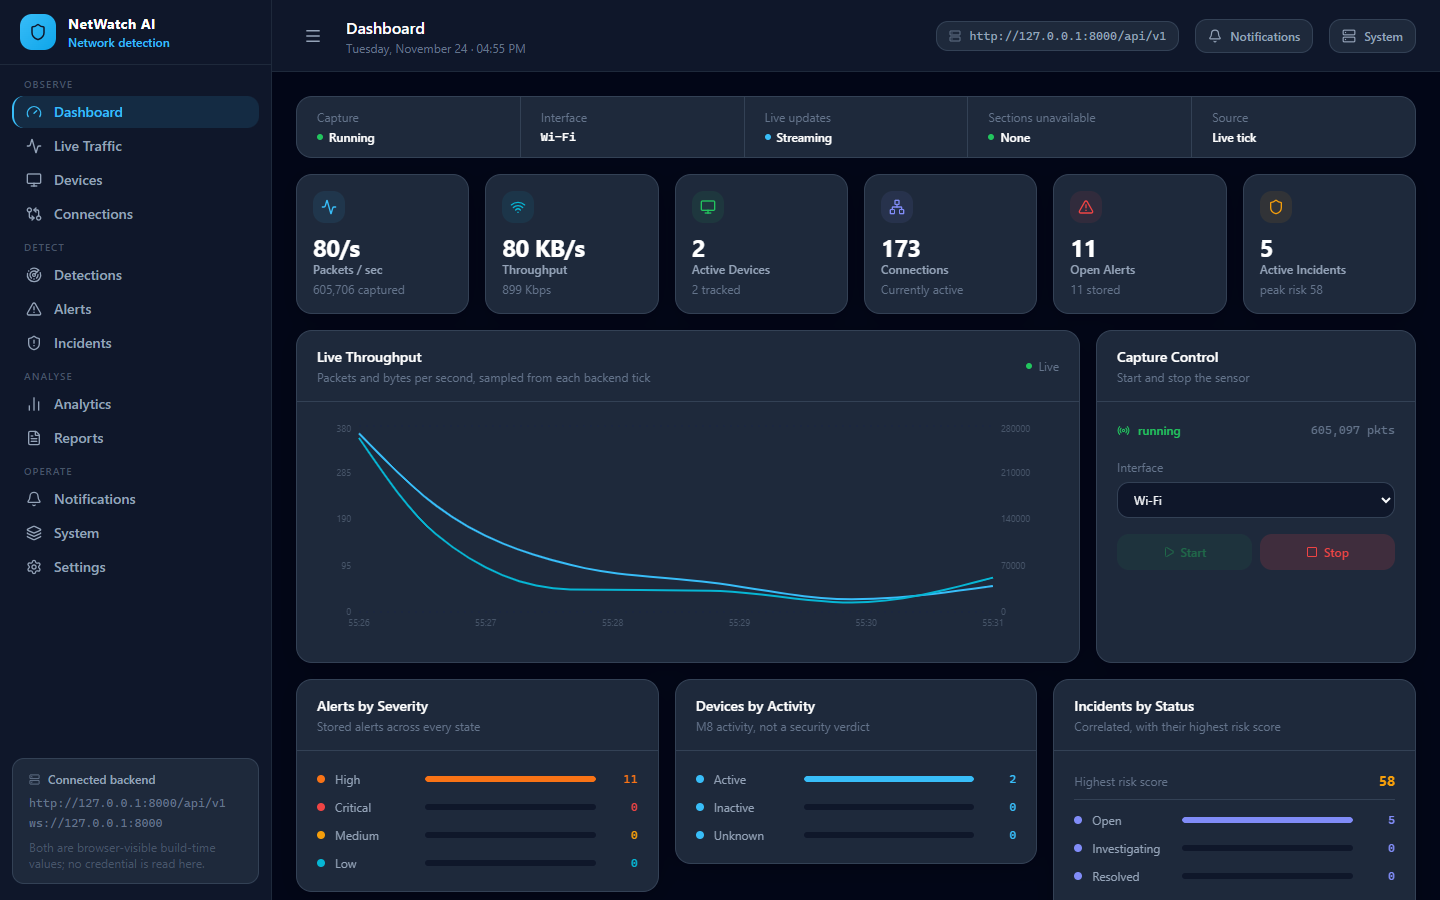 NetWatch AI
Network detection
OBSERVE
Dashboard
Live Traffic
Devices
Connections
DETECT
Detections
Alerts
Incidents
ANALYSE
Analytics
Reports
OPERATE
Notifications
System
Settings
Connected backend
http://127.0.0.1:8000/api/v1
ws://127.0.0.1:8000
Both are browser-visible build-time
values; no credential is read here.
Dashboard
Tuesday, November 24 · 04:55 PM
http://127.0.0.1:8000/api/v1
Notifications
System
Capture
Running
Interface
Wi-Fi
Live updates
Streaming
Sections unavailable
None
Source
Live tick
80/s
Packets / sec
605,706 captured
80 KB/s
Throughput
899 Kbps
2
Active Devices
2 tracked
173
Connections
Currently active
11
Open Alerts
11 stored
5
Active Incidents
peak risk 58
Live Throughput
Packets and bytes per second, sampled from each backend tick
Live
380
285
190
95
0
280000
210000
140000
70000
0
55:26
55:27
55:28
55:29
55:30
55:31
Capture Control
Start and stop the sensor
running
605,097 pkts
Interface
Wi-Fi
Start
Stop
Alerts by Severity
Stored alerts across every state
High 11
Critical 0
Medium 0
Low 0
Devices by Activity
M8 activity, not a security verdict
Active 2
Inactive 0
Unknown 0
Incidents by Status
Correlated, with their highest risk score
Highest risk score 58
Open 5
Investigating 0
Resolved 0